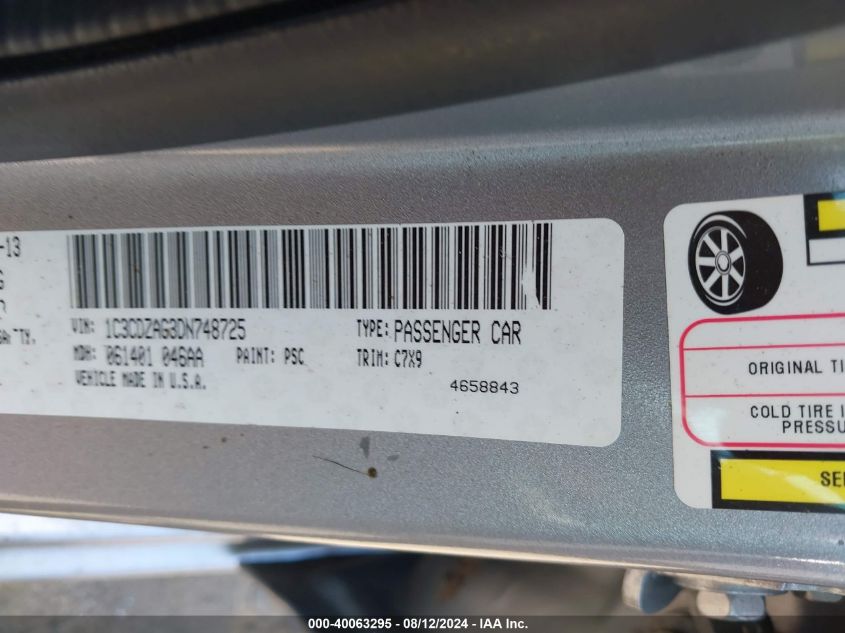 -13
G
VIN: 1C3CDZAG3DN748725 TYPE: PASSENGER CAR
MDH: 061401 046AA PAINT: PSC TRIM: C7X9
VEHICLE MADE IN U.S.A. 4658843
ORIGINAL TI
COLD TIRE I
PRESSU
SE
000-40063295 - 08/12/2024 - IAA Inc.